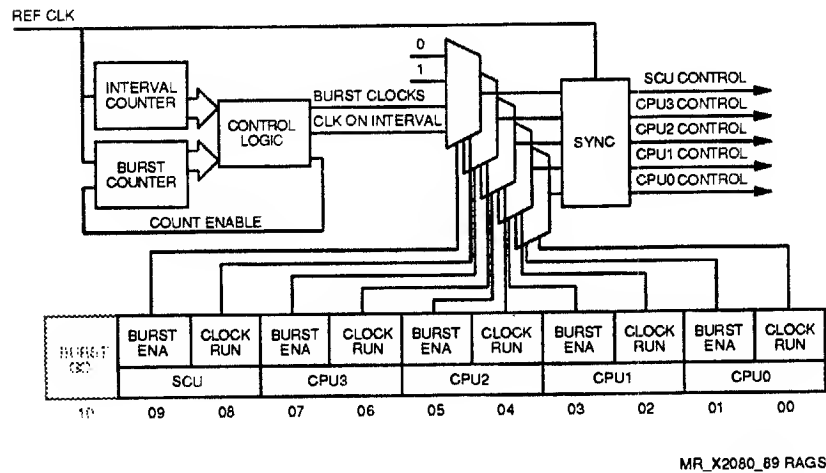 REF CLK
0
1
INTERVAL
COUNTER
BURST CLOCKS
CLK ON INTERVAL
CONTROL
LOGIC
BURST
COUNTER
COUNT ENABLE
SYNC
SCU CONTROL
CPU3 CONTROL
CPU2 CONTROL
CPU1 CONTROL
CPU0 CONTROL
BURST
GO
BURST
ENA
CLOCK
RUN
BURST
ENA
CLOCK
RUN
BURST
ENA
CLOCK
RUN
BURST
ENA
CLOCK
RUN
BURST
ENA
CLOCK
RUN
SCU CPU3 CPU2 CPU1 CPU0
10 09 08 07 06 05 04 03 02 01 00
MR_X2080_89 RAGS